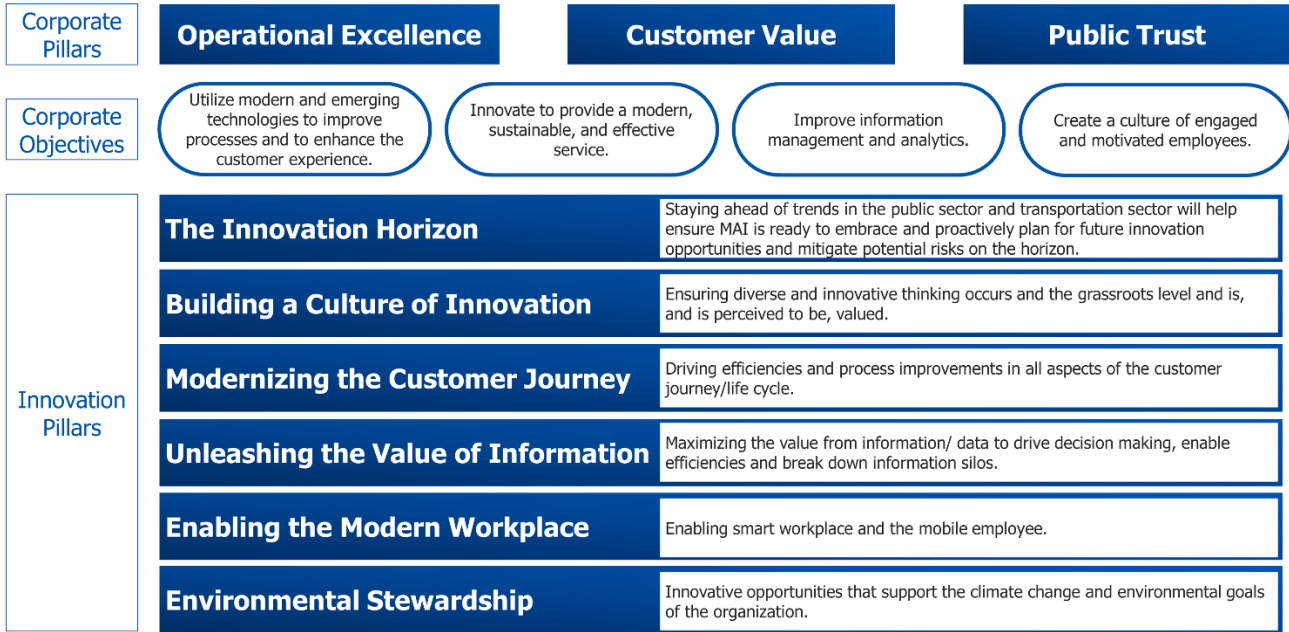 Corporate
Pillars
Operational Excellence
Customer Value
Public Trust
Corporate
Objectives
Utilize modern and emerging
technologies to improve
processes and to enhance the
customer experience.
Innovate to provide a modern,
sustainable, and effective
service.
Improve information
management and analytics.
Create a culture of engaged
and motivated employees.
Innovation
Pillars
The Innovation Horizon
Staying ahead of trends in the public sector and transportation sector will help
ensure MAI is ready to embrace and proactively plan for future innovation
opportunities and mitigate potential risks on the horizon.
Building a Culture of Innovation
Ensuring diverse and innovative thinking occurs and the grassroots level and is,
and is perceived to be, valued.
Modernizing the Customer Journey
Driving efficiencies and process improvements in all aspects of the customer
journey/life cycle.
Unleashing the Value of Information
Maximizing the value from information/ data to drive decision making, enable
efficiencies and break down information silos.
Enabling the Modern Workplace
Enabling smart workplace and the mobile employee.
Environmental Stewardship
Innovative opportunities that support the climate change and environmental goals
of the organization.